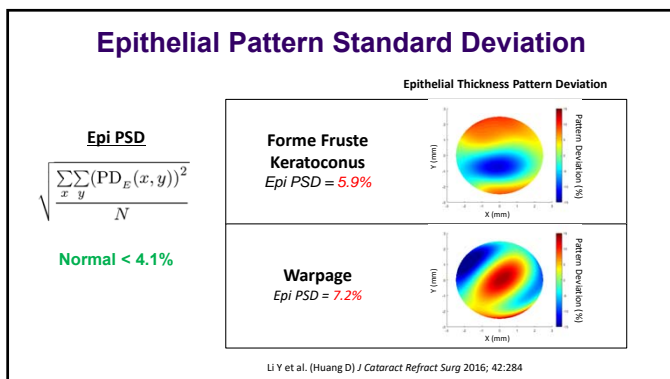 Epithelial Pattern Standard Deviation
Epithelial Thickness Pattern Deviation
Epi PSD
√(∑x ∑y (PD_E(x, y))² / N)
Normal < 4.1%
Forme Fruste
Keratoconus
Epi PSD = 5.9%
Y (mm)
X (mm)
Pattern Deviation (%)
Warpage
Epi PSD = 7.2%
Y (mm)
X (mm)
Pattern Deviation (%)
Li Y et al. (Huang D) J Cataract Refract Surg 2016; 42:284